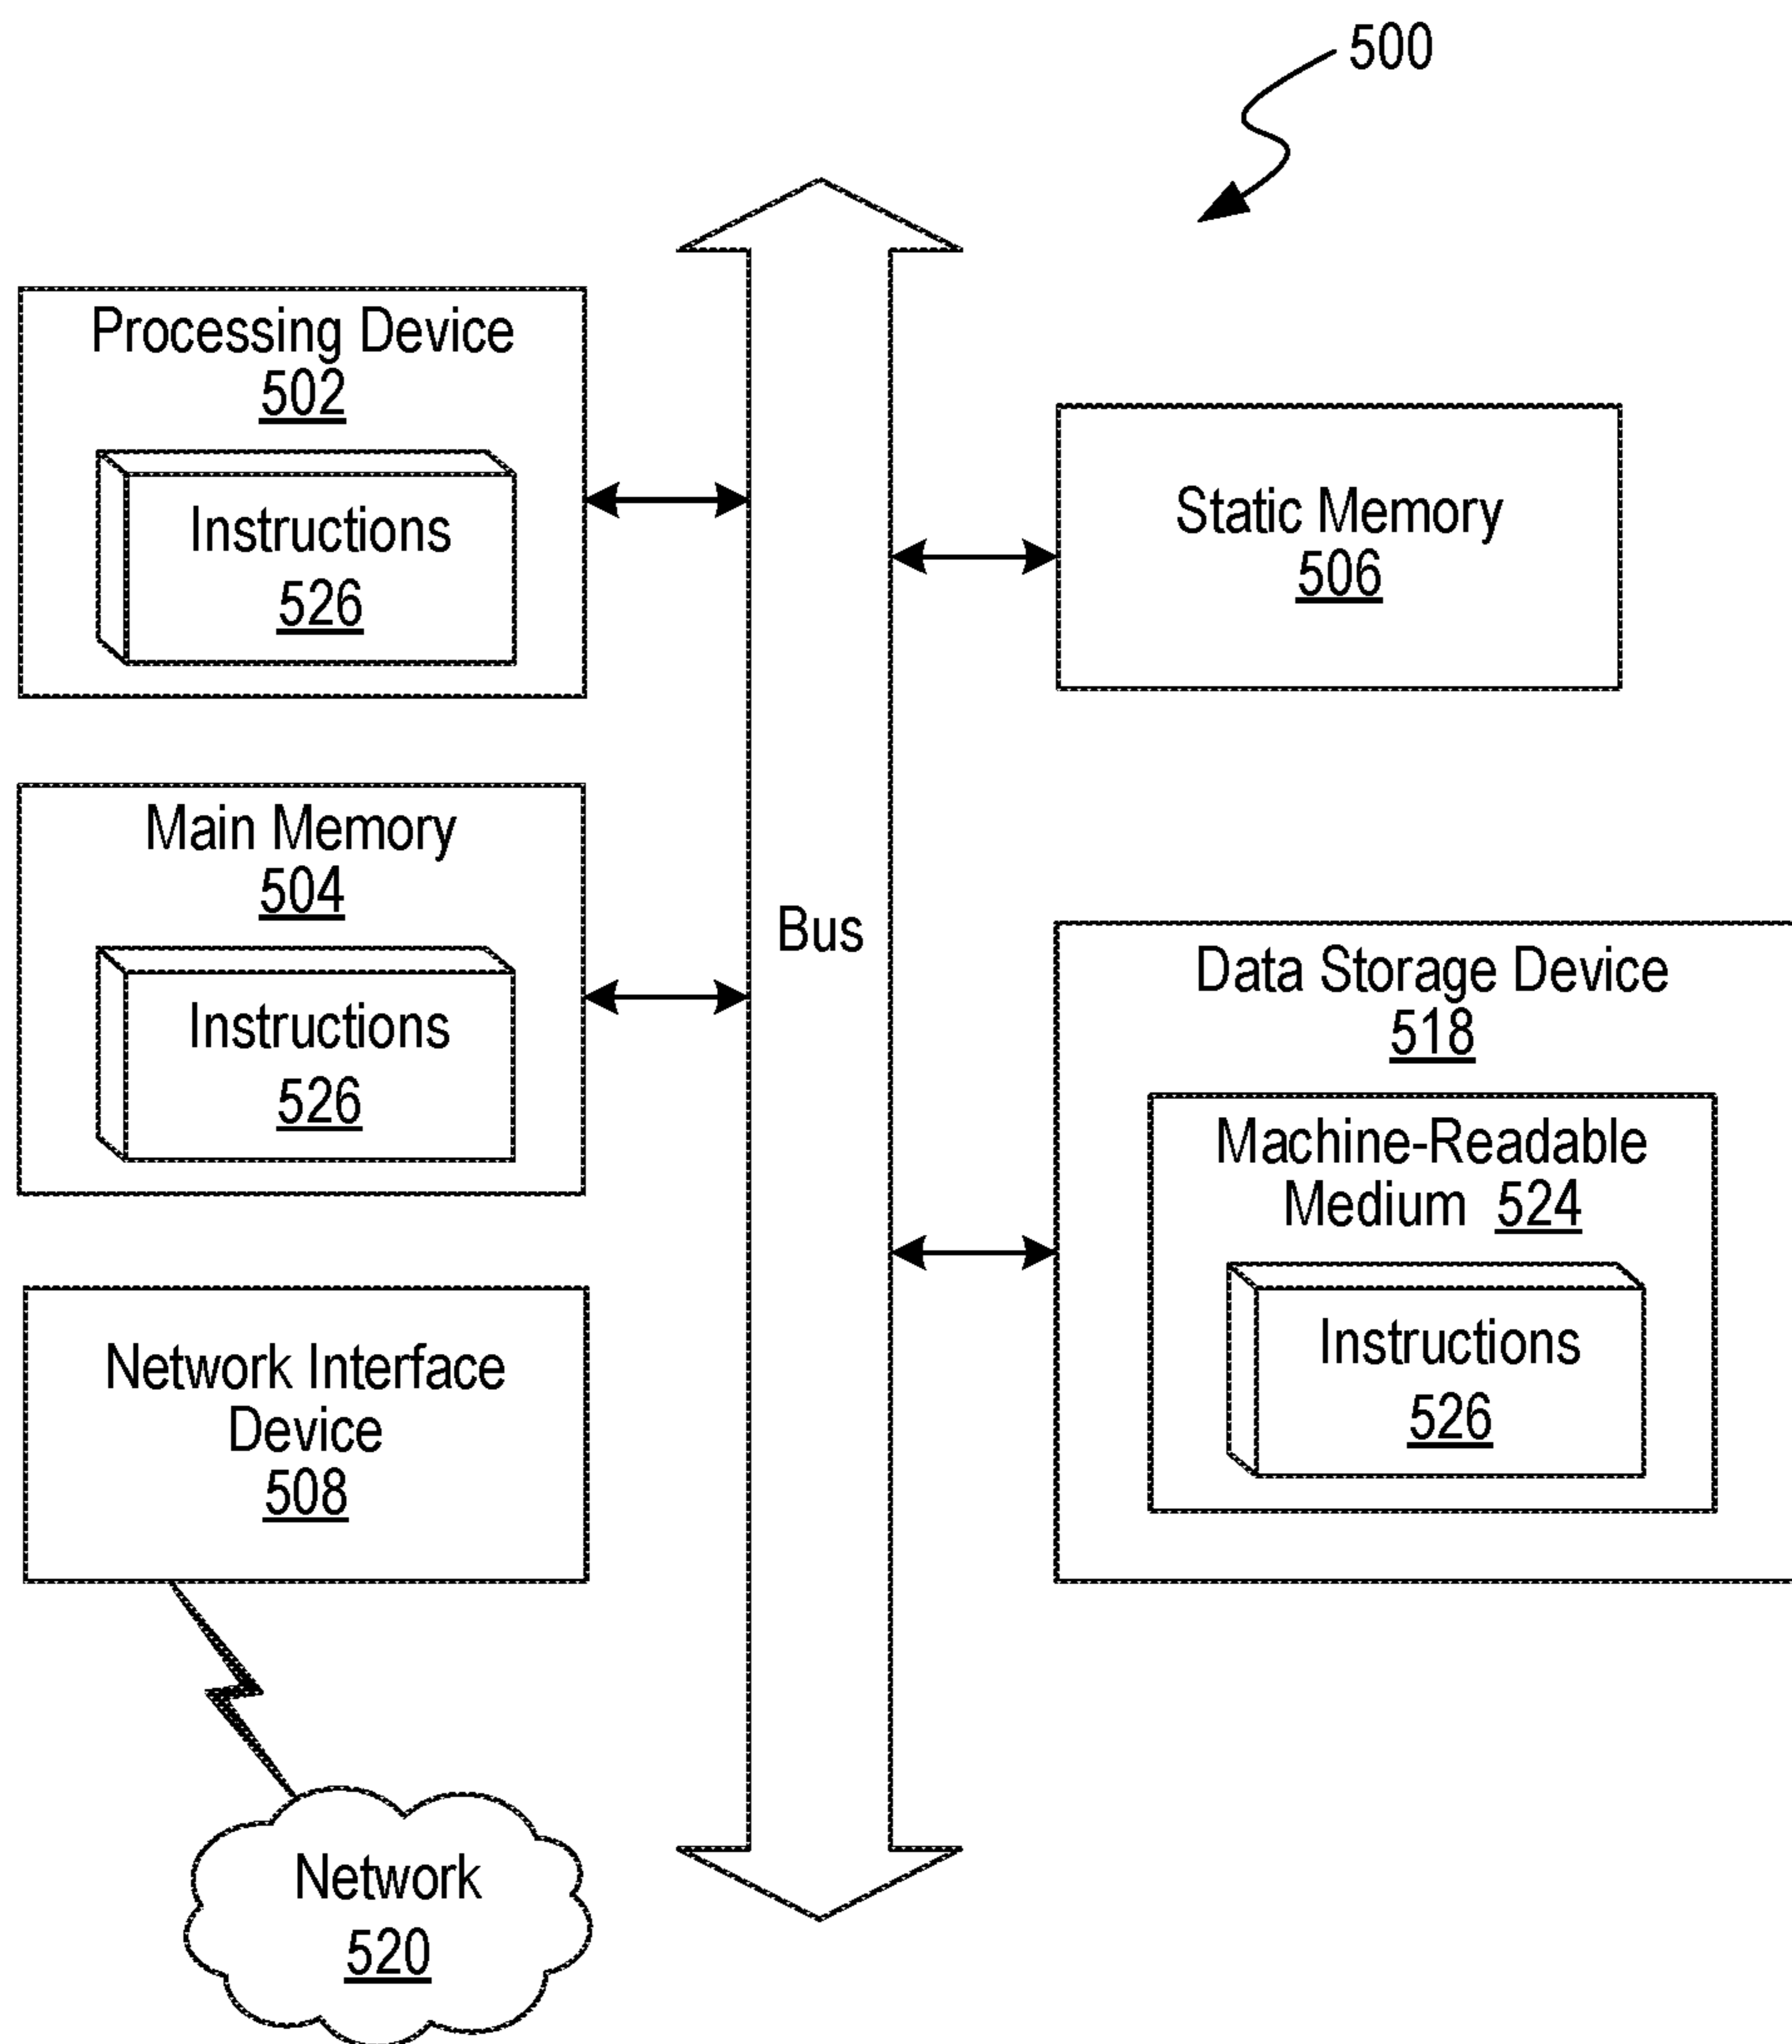 500
Processing Device
502
Instructions
526
Static Memory
506
Main Memory
504
Instructions
526
Bus
Data Storage Device
518
Machine-Readable
Medium 524
Instructions
526
Network Interface
Device
508
Network
520